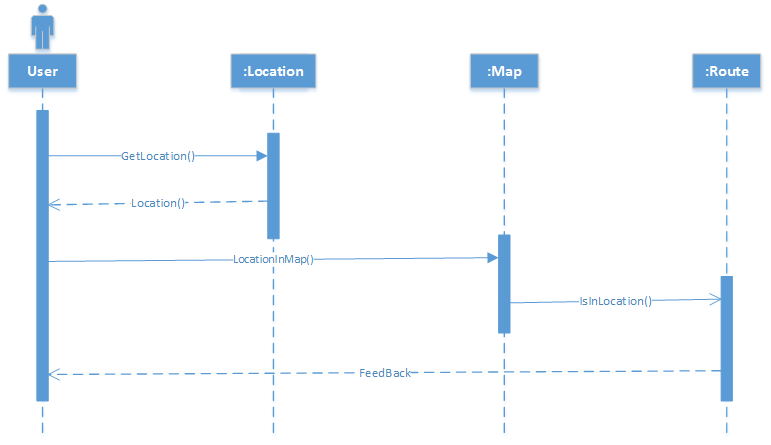 User
:Location
:Map
:Route
GetLocation()
Location()
LocationInMap()
IsInLocation()
FeedBack